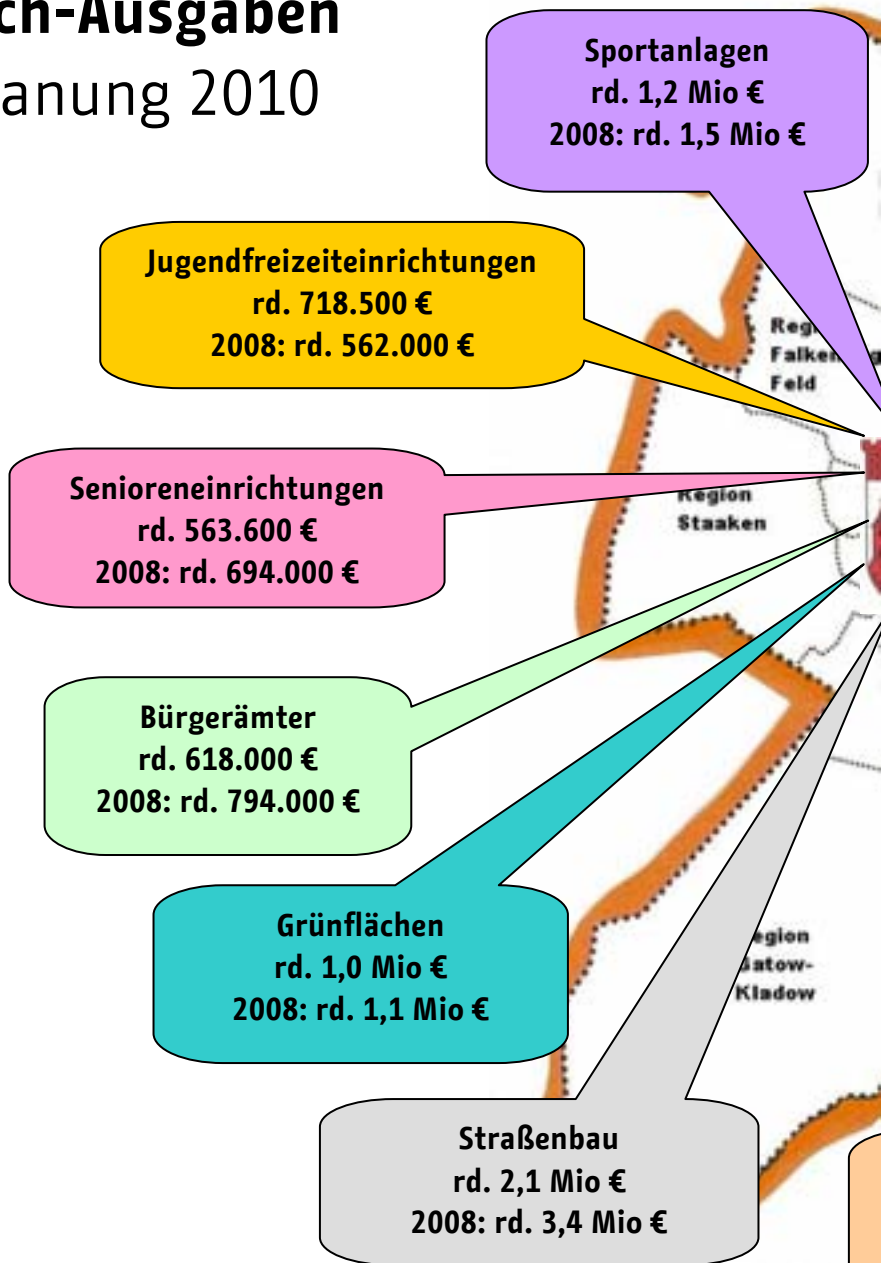 ch-Ausgaben
anung 2010
Sportanlagen
rd. 1,2 Mio €
2008: rd. 1,5 Mio €
Jugendfreizeiteinrichtungen
rd. 718.500 €
2008: rd. 562.000 €
Feld
Senioreneinrichtungen
rd. 563.600 €
2008: rd. 694.000 €
Region
Staaken
Bürgerämter
rd. 618.000 €
2008: rd. 794.000 €
Grünflächen
rd. 1,0 Mio €
2008: rd. 1,1 Mio €
egion
Gatow-
Kladow
Straßenbau
rd. 2,1 Mio €
2008: rd. 3,4 Mio €